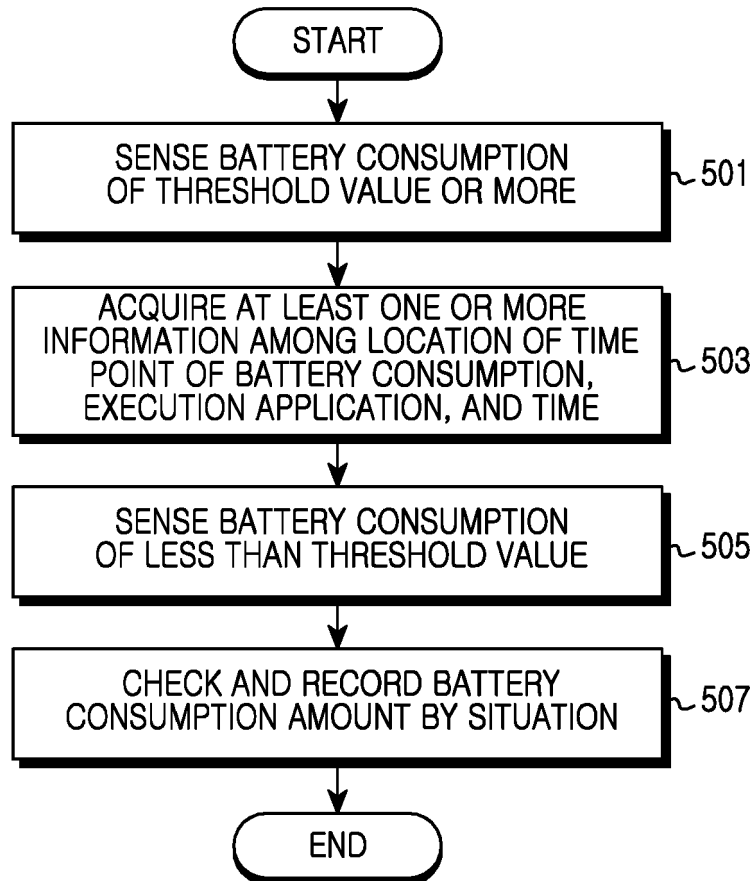 START
SENSE BATTERY CONSUMPTION
OF THRESHOLD VALUE OR MORE
501
ACQUIRE AT LEAST ONE OR MORE
INFORMATION AMONG LOCATION OF TIME
POINT OF BATTERY CONSUMPTION,
EXECUTION APPLICATION, AND TIME
503
SENSE BATTERY CONSUMPTION
OF LESS THAN THRESHOLD VALUE
505
CHECK AND RECORD BATTERY
CONSUMPTION AMOUNT BY SITUATION
507
END